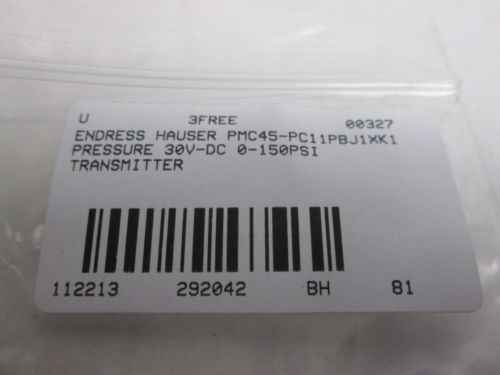 U 3FREE 00327
ENDRESS HAUSER PMC45-PC11PBJ1XK1
PRESSURE 30V-DC 0-150PSI
TRANSMITTER
112213 292042 BH 81